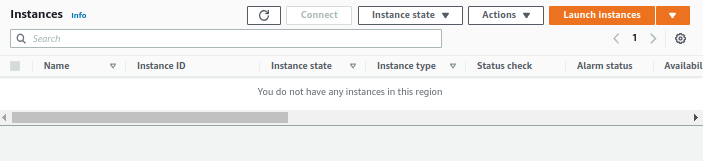 Instances Info Connect Instance state Actions Launch instances
Search 1
Name Instance ID Instance state Instance type Status check Alarm status Availabil
You do not have any instances in this region